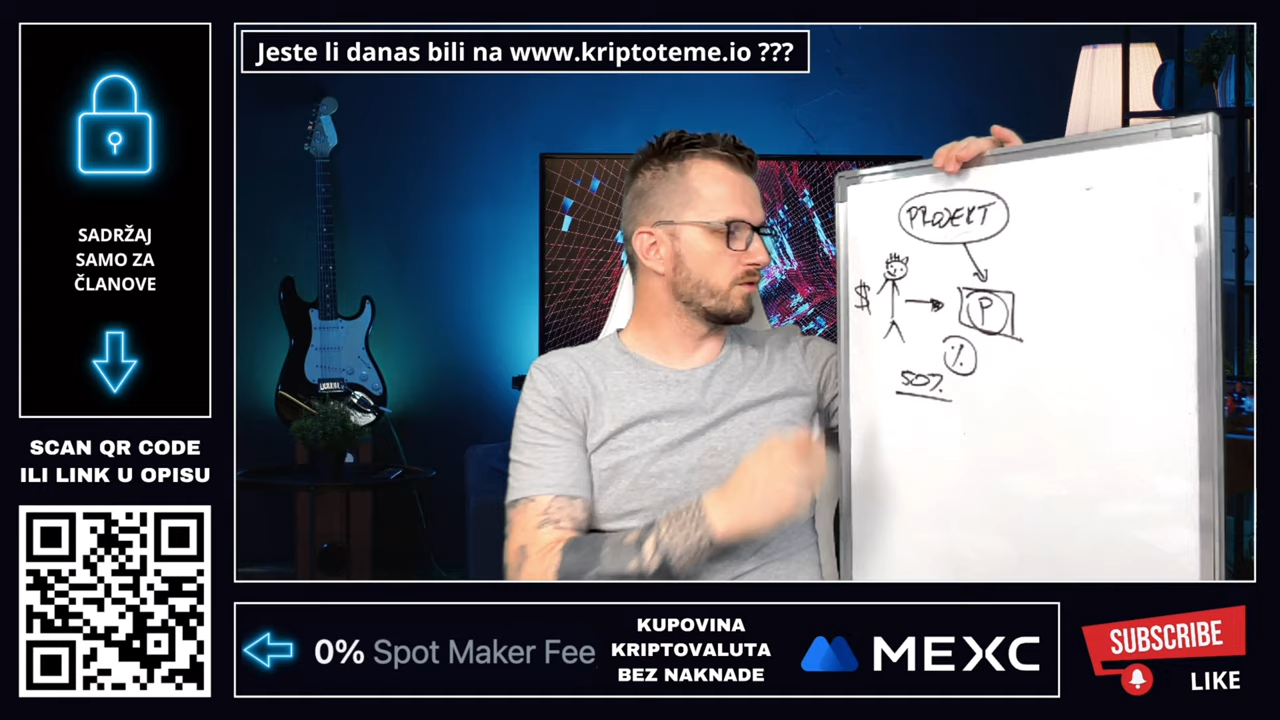 Jeste li danas bili na www.kriptoteme.io ???
SADRŽAJ
SAMO ZA
ČLANOVE
SCAN QR CODE
ILI LINK U OPISU
PROJEKT
$
P
%
50%
0% Spot Maker Fee
KUPOVINA
KRIPTOVALUTA
BEZ NAKNADE
MEXC
SUBSCRIBE
LIKE